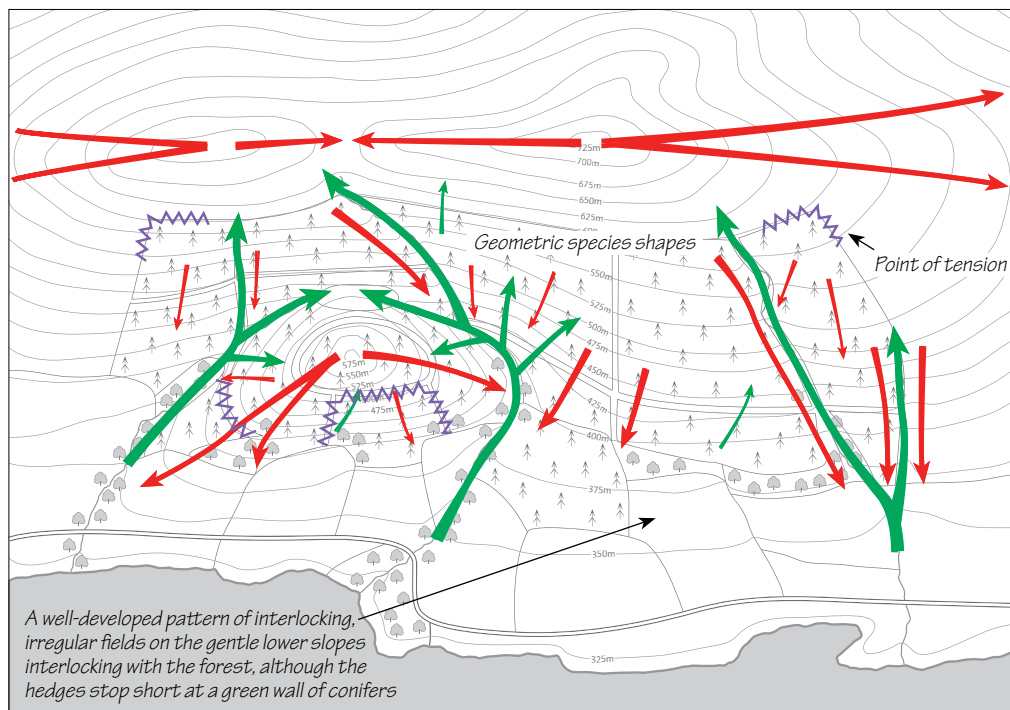 725m
700m
675m
650m
625m
Geometric species shapes
Point of tension
550m
525m
500m
475m
450m
425m
400m
575m
550m
525m
475m
375m
350m
325m
A well-developed pattern of interlocking,
irregular fields on the gentle lower slopes
interlocking with the forest, although the
hedges stop short at a green wall of conifers